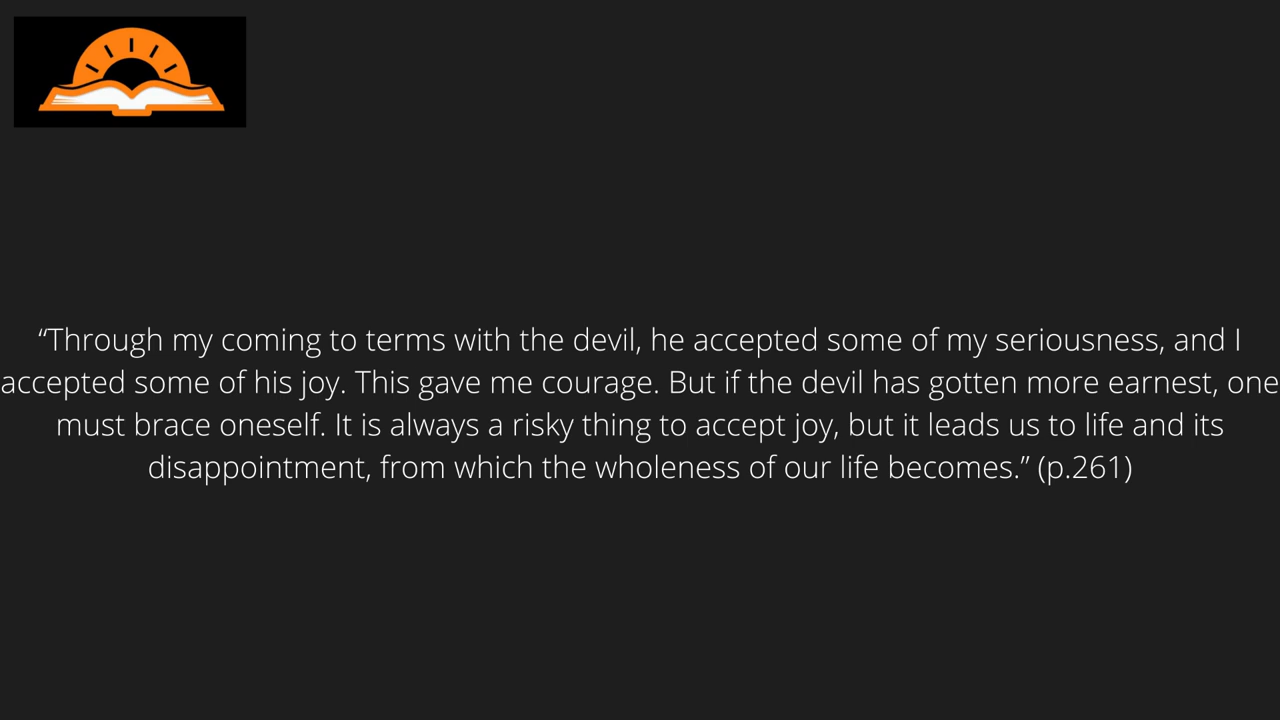 “Through my coming to terms with the devil, he accepted some of my seriousness, and I
accepted some of his joy. This gave me courage. But if the devil has gotten more earnest, one
must brace oneself. It is always a risky thing to accept joy, but it leads us to life and its
disappointment, from which the wholeness of our life becomes.” (p.261)